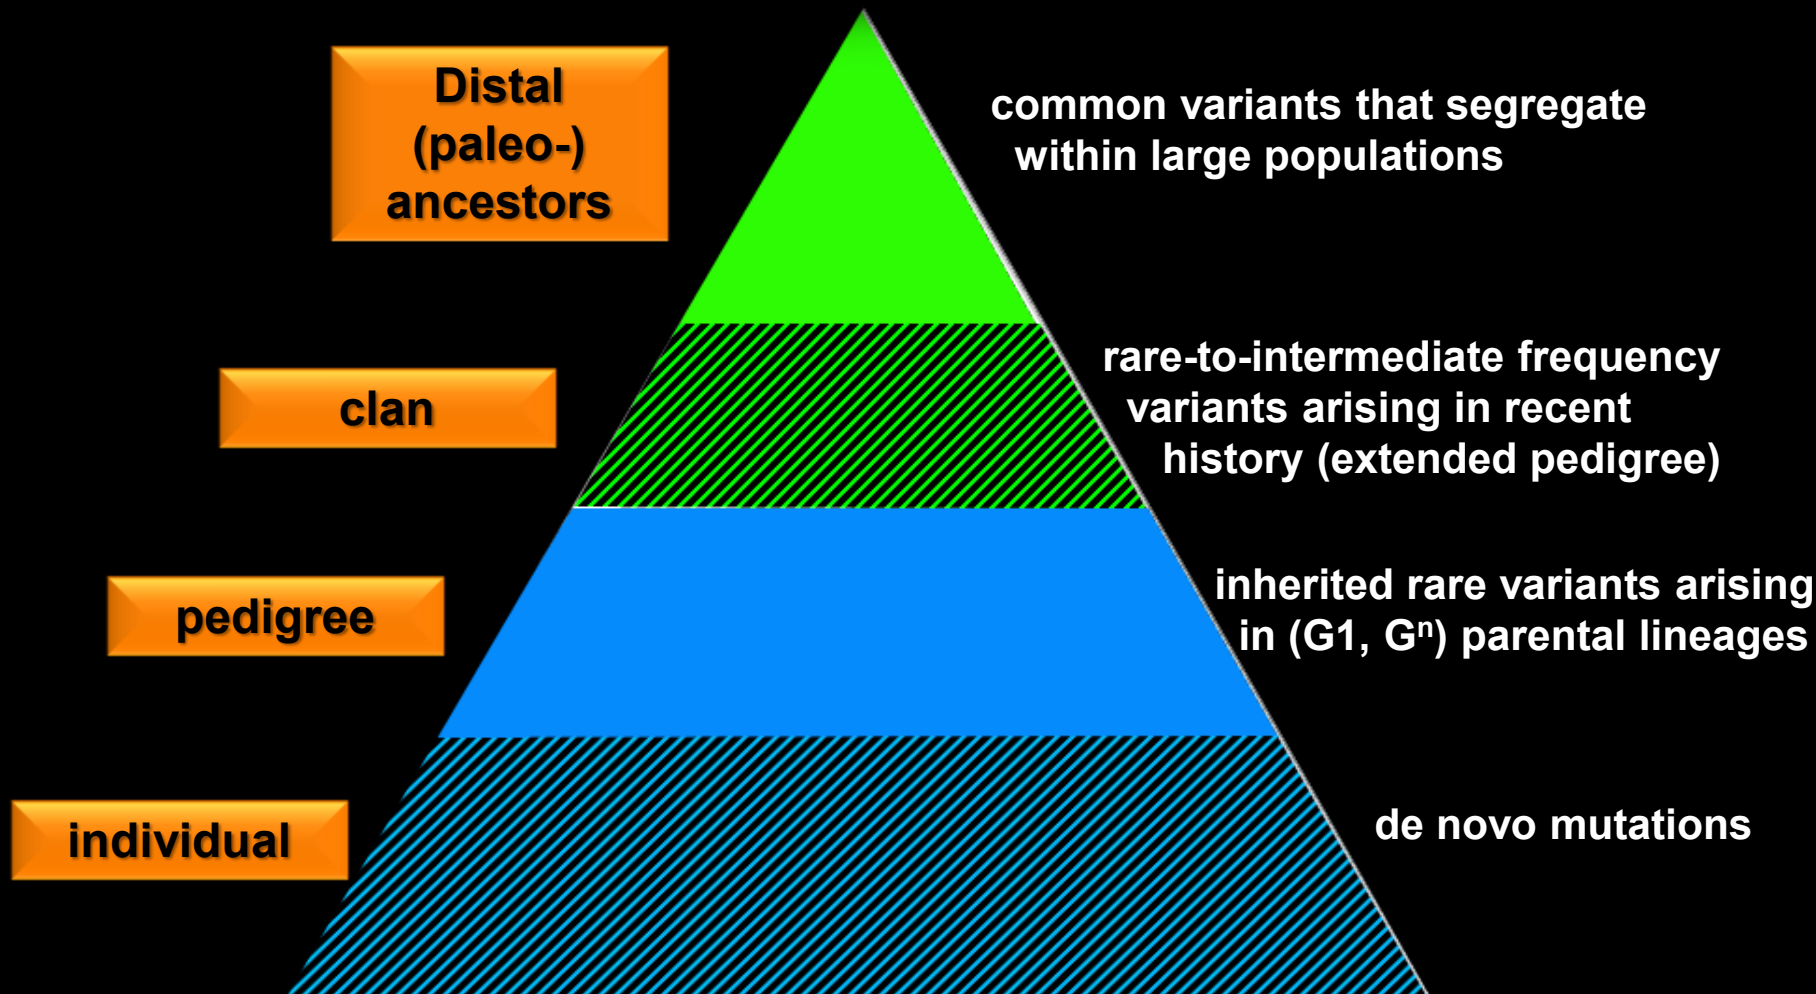 Distal
(paleo-)
ancestors
common variants that segregate
within large populations
clan
rare-to-intermediate frequency
variants arising in recent
history (extended pedigree)
pedigree
inherited rare variants arising
in (G1, Gⁿ) parental lineages
individual
de novo mutations